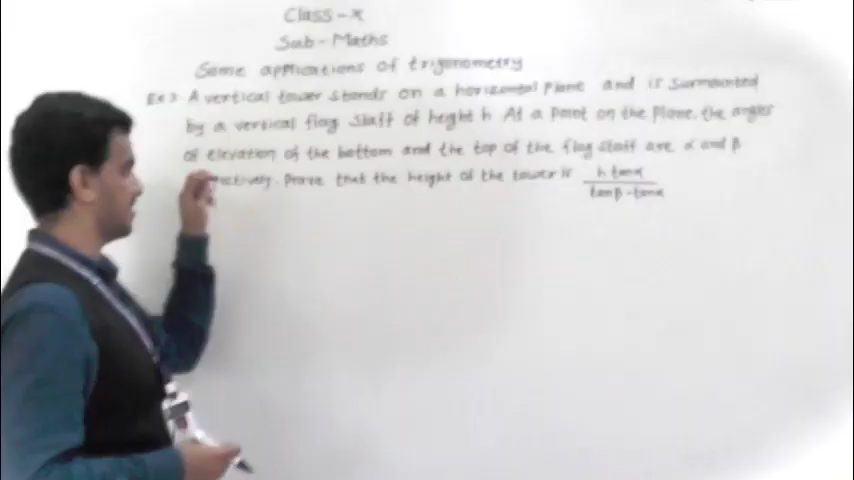 Class-X
Sub-Maths
Some applications of trigonometry
Ex 3 A vertical tower stands on a horizontal plane and is surmounted
by a vertical flag staff of height h At a point on the plane, the angles
of elevation of the bottom and the top of the flag staff are α and β
ectively. Prove that the height of the tower is h tanα / tanβ-tanα